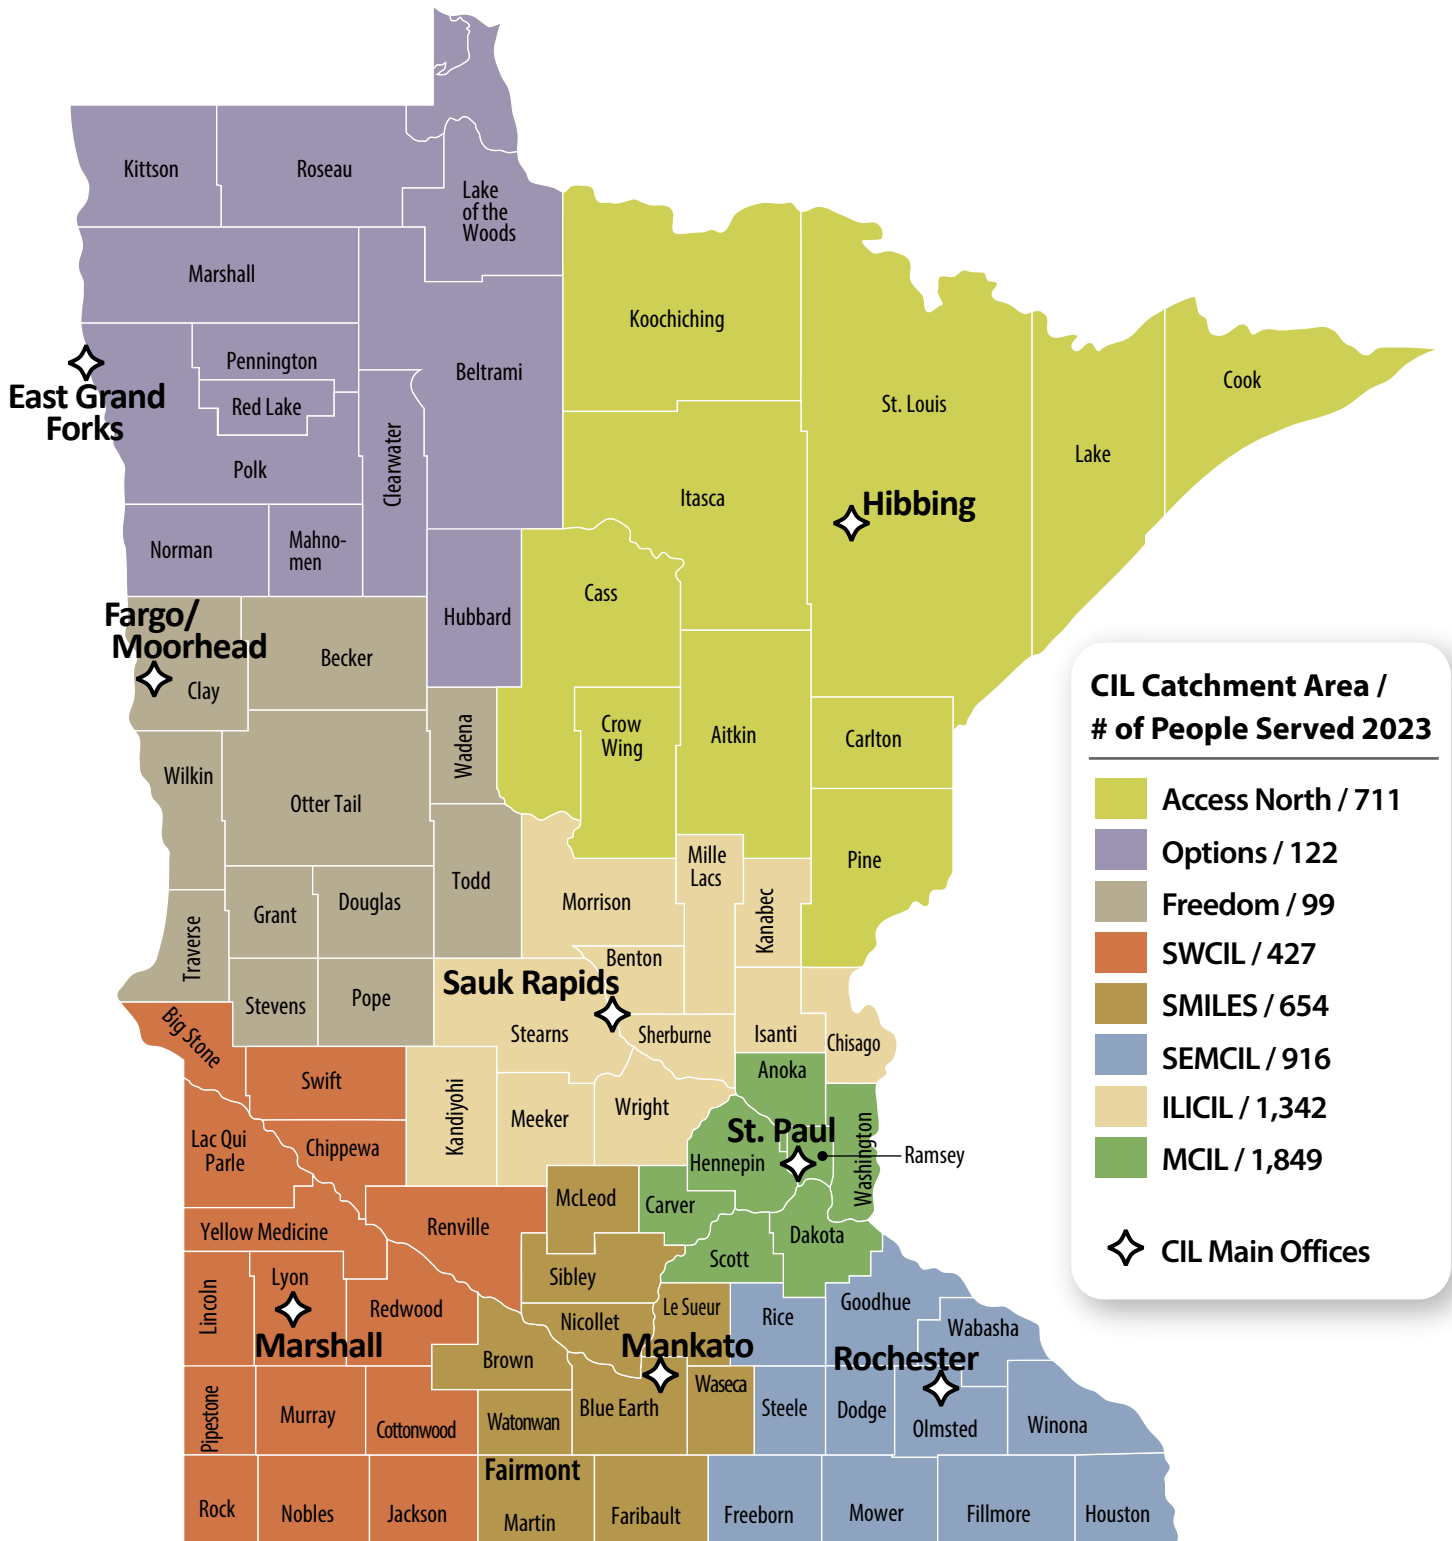 Kittson
Roseau
Lake
of the
Woods
Marshall
Koochiching
Pennington
Beltrami
East Grand
Forks
Red Lake
Cook
St. Louis
Lake
Polk
Clearwater
Itasca
Hibbing
Norman
Mahno-
men
Cass
Fargo/
Moorhead
Hubbard
Becker
Clay
Wadena
Crow
Wing
Aitkin
Carlton
Wilkin
Otter Tail
Mille
Lacs
Pine
Todd
Morrison
Kanabec
Grant
Douglas
Traverse
Benton
Sauk Rapids
Stevens
Pope
Stearns
Sherburne
Isanti
Chisago
Big Stone
Swift
Anoka
Kandiyohi
Meeker
Wright
Lac Qui
Parle
Chippewa
St. Paul
Hennepin
Ramsey
Washington
McLeod
Carver
Yellow Medicine
Renville
Dakota
Scott
Lincoln
Lyon
Sibley
Redwood
Nicollet
Le Sueur
Rice
Goodhue
Wabasha
Marshall
Mankato
Rochester
Brown
Waseca
Pipestone
Murray
Cottonwood
Watonwan
Blue Earth
Steele
Dodge
Olmsted
Winona
Fairmont
Rock
Nobles
Jackson
Martin
Faribault
Freeborn
Mower
Fillmore
Houston
CIL Catchment Area /
# of People Served 2023
Access North / 711
Options / 122
Freedom / 99
SWCIL / 427
SMILES / 654
SEMCIL / 916
ILICIL / 1,342
MCIL / 1,849
CIL Main Offices